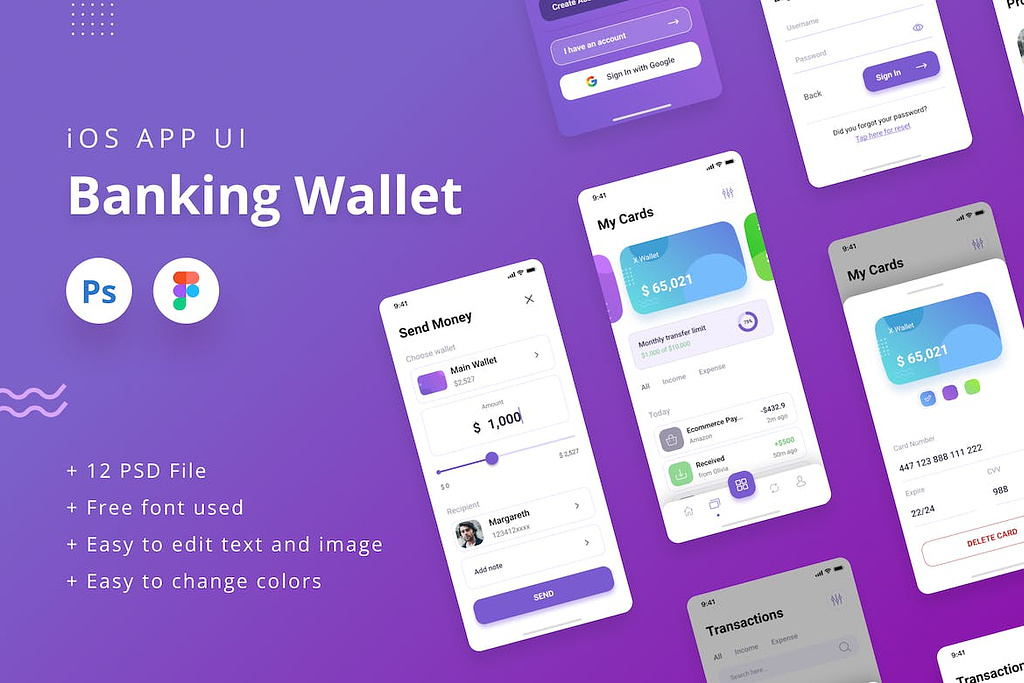 iOS APP UI
Banking Wallet
Ps
+ 12 PSD File
+ Free font used
+ Easy to edit text and image
+ Easy to change colors
9:41
Send Money
Choose wallet
Main Wallet
$2,527
Amount
$ 1,000
$ 0
$ 2,527
Recipient
Margareth
123412xxxx
Add note
SEND
Create
I have an account
Sign In with Google
9:41
My Cards
X Wallet
$ 65,021
Monthly transfer limit
$1,000 of $10,000
75%
All
Income
Expense
Today
Ecommerce Pay...
Amazon
-$432.9
2m ago
Received
from Olivia
+$500
50m ago
Username
Password
Back
Sign In
Did you forgot your password?
Tap here for reset
9:41
My Cards
X Wallet
$ 65,021
Card Number
447 123 888 111 222
Expire
CVV
22/24
988
DELETE CARD
9:41
Transactions
All
Income
Expense
Search here...
9:41